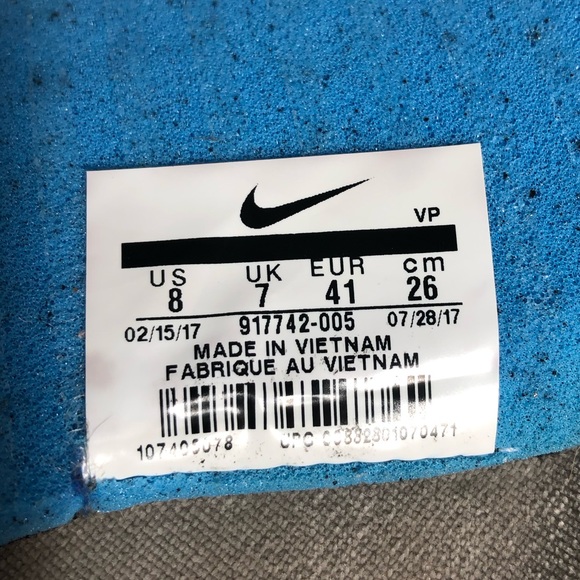 VP
US UK EUR cm
8 7 41 26
02/15/17 917742-005 07/28/17
MADE IN VIETNAM
FABRIQUE AU VIETNAM
UPC